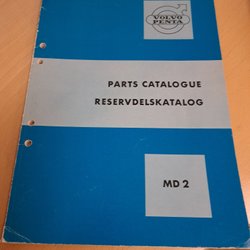 VOLVO
PENTA
PARTS CATALOGUE
RESERVDELSKATALOG
MD 2